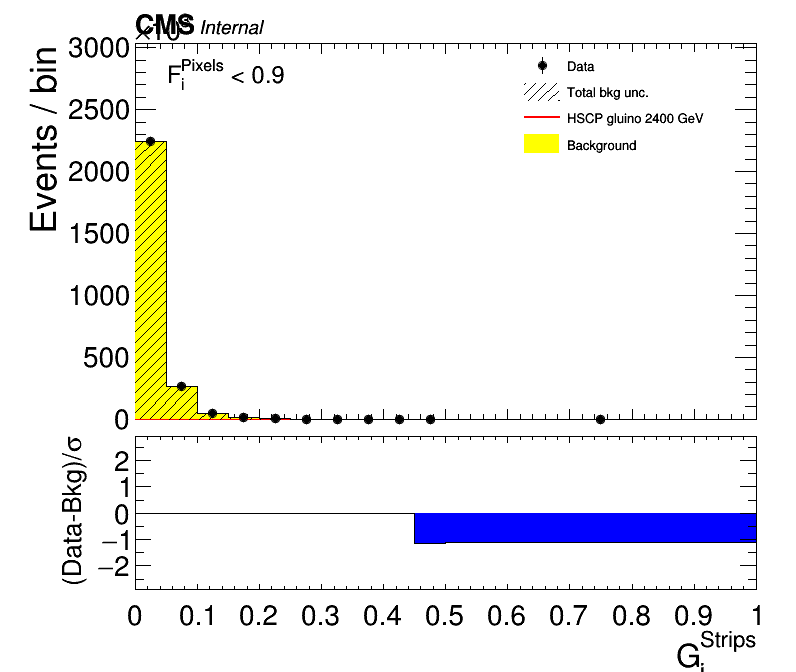 CMS Internal
×10³
3000
2500
2000
1500
1000
500
0
Events / bin
F_i^Pixels < 0.9
Data
Total bkg unc.
HSCP gluino 2400 GeV
Background
2
1
0
−1
−2
(Data-Bkg)/σ
0 0.1 0.2 0.3 0.4 0.5 0.6 0.7 0.8 0.9 1
G_i^Strips